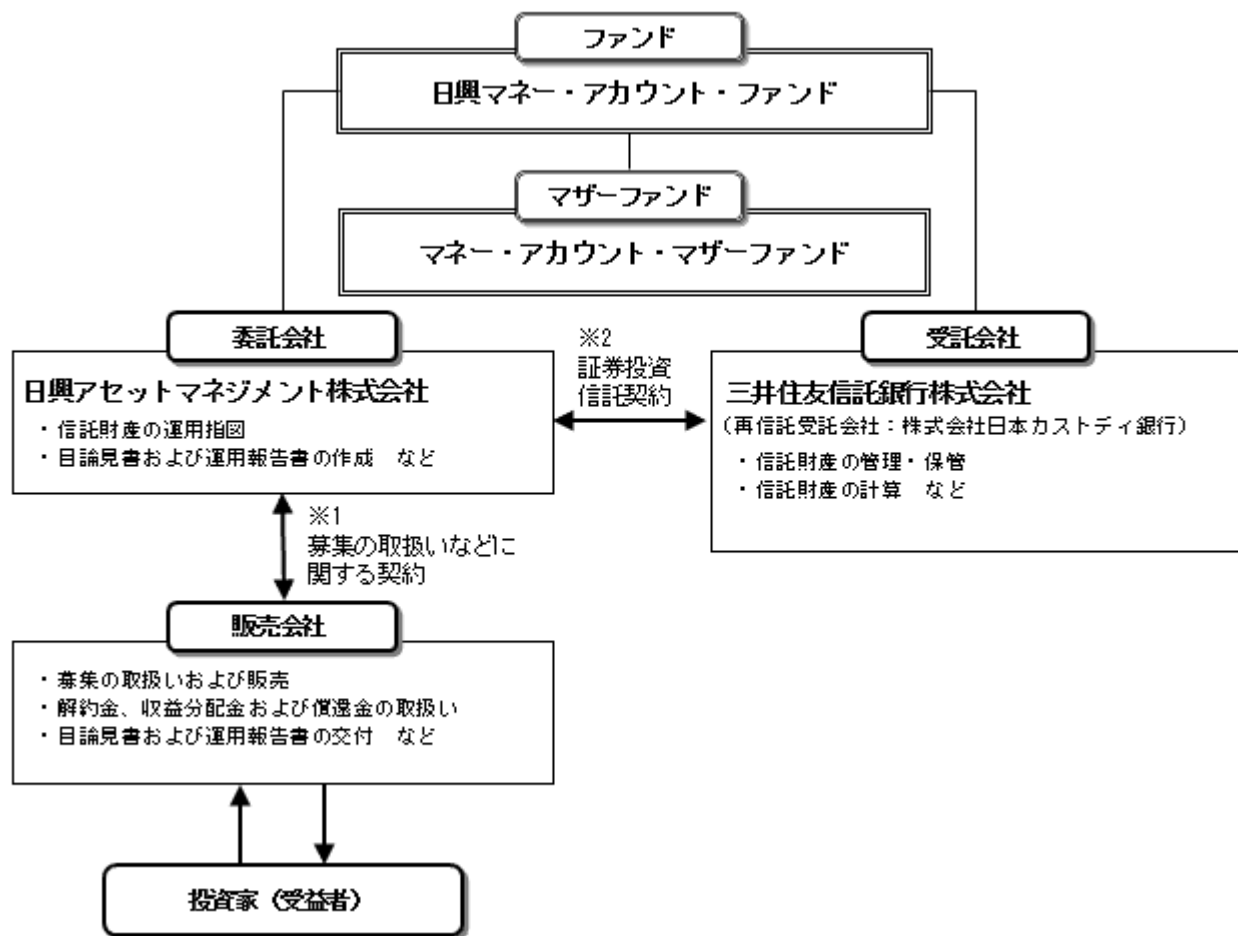 ファンド
日興マネー・アカウント・ファンド
マザーファンド
マネー・アカウント・マザーファンド
委託会社
日興アセットマネジメント株式会社
・信託財産の運用指図
・目論見書および運用報告書の作成　など
※2
証券投資
信託契約
受託会社
三井住友信託銀行株式会社
（再信託受託会社：株式会社日本カストディ銀行）
・信託財産の管理・保管
・信託財産の計算　など
※1
募集の取扱いなどに
関する契約
販売会社
・募集の取扱いおよび販売
・解約金、収益分配金および償還金の取扱い
・目論見書および運用報告書の交付　など
投資家（受益者）